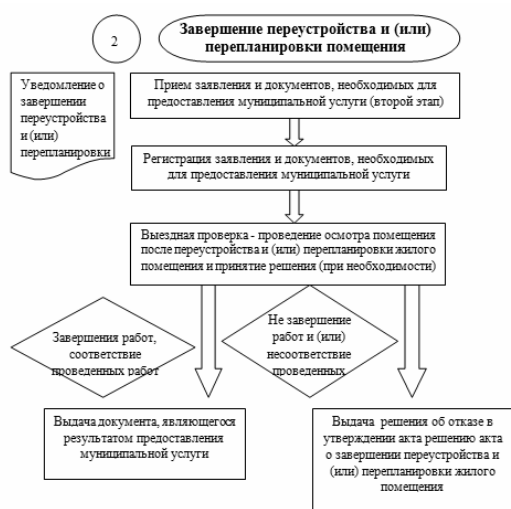 2
Завершение переустройства и (или)
перепланировки помещения
Уведомление о
завершении
переустройства
и (или)
перепланировки
Прием заявления и документов, необходимых для
предоставления муниципальной услуги (второй этап)
Регистрация заявления и документов, необходимых
для предоставления муниципальной услуги
Выездная проверка - проведение осмотра помещения
после переустройства и (или) перепланировки жилого
помещения и принятие решения (при необходимости)
Завершения работ,
соответствие
проведенных работ
Не завершение
работ и (или)
несоответствие
проведенных
Выдача документа, являющегося
результатом предоставления
муниципальной услуги
Выдача решения об отказе в
утверждении акта решению акта
о завершении переустройства и
(или) перепланировки жилого
помещения